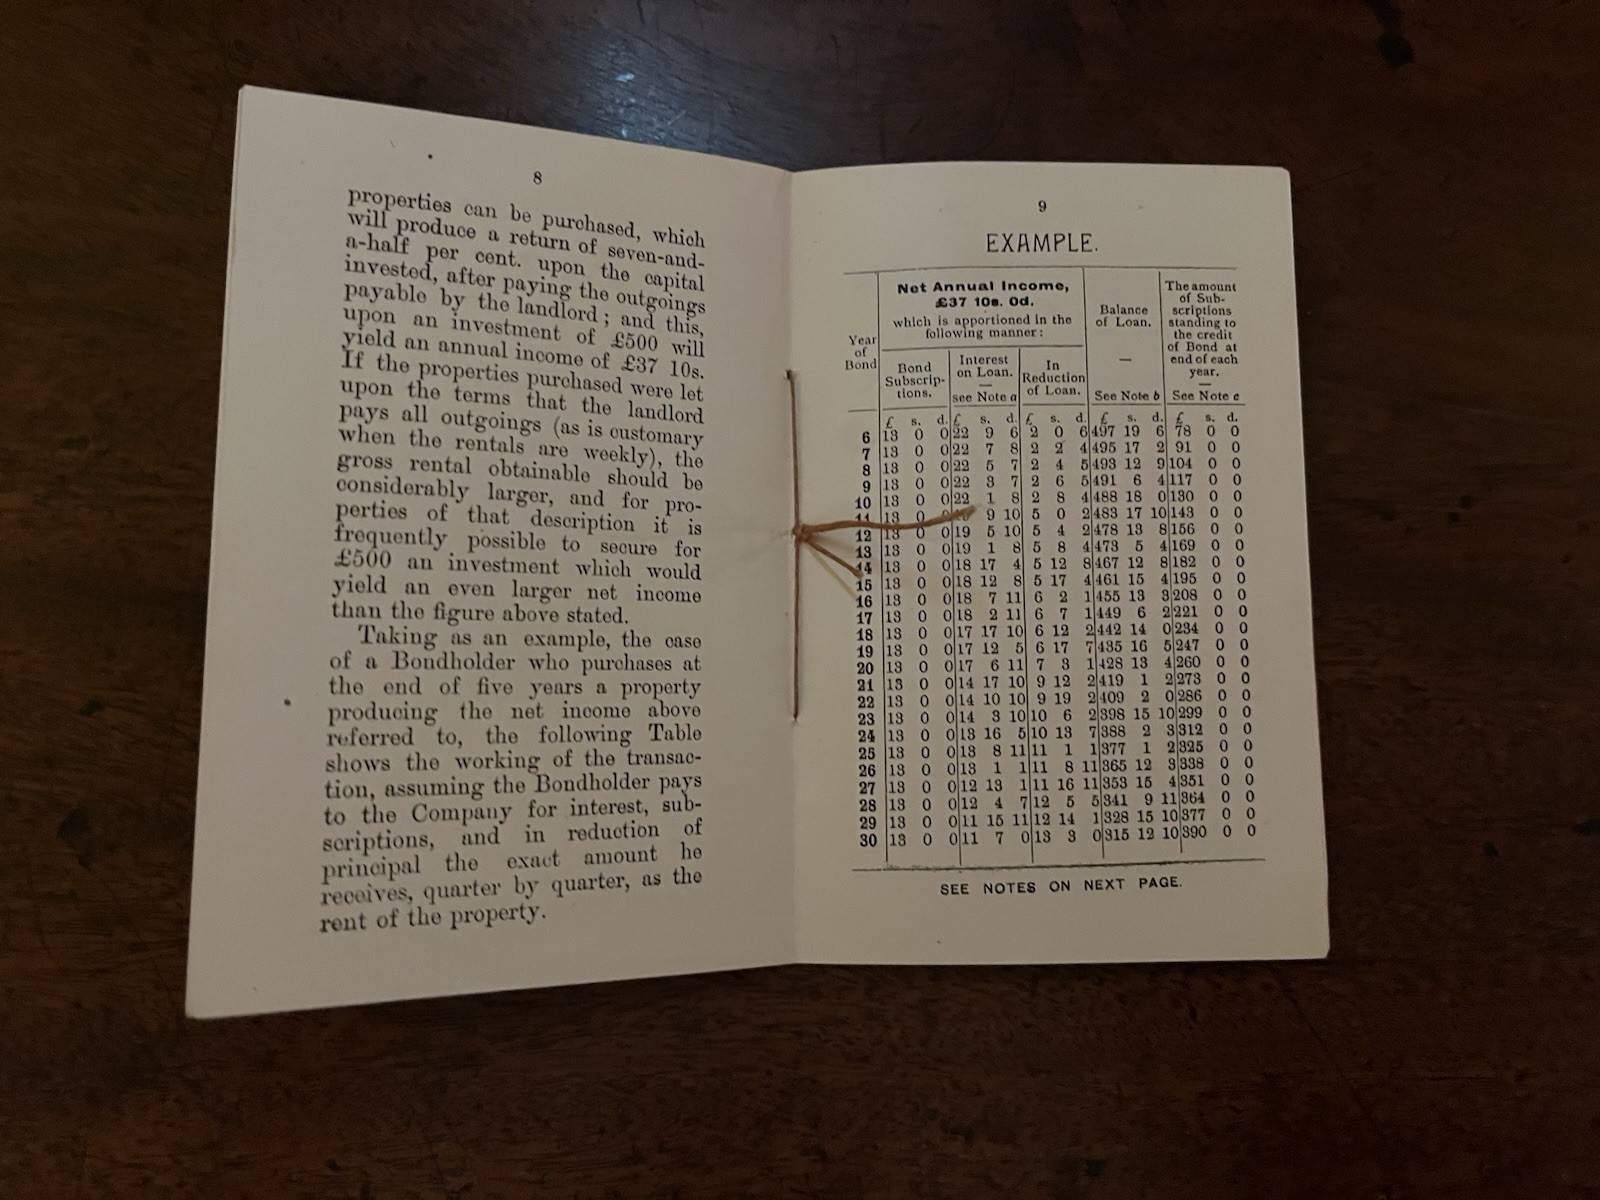 8
properties can be purchased, which
will produce a return of seven-and-
a-half per cent. upon the capital
invested, after paying the outgoings
payable by the landlord; and this,
upon an investment of £500 will
yield an annual income of £37 10s.
If the properties purchased were let
upon the terms that the landlord
pays all outgoings (as is customary
when the rentals are weekly), the
gross rental obtainable should be
considerably larger, and for pro-
perties of that description it is
frequently possible to secure for
£500 an investment which would
yield an even larger net income
than the figure above stated.
Taking as an example, the case
of a Bondholder who purchases at
the end of five years a property
producing the net income above
referred to, the following Table
shows the working of the transac-
tion, assuming the Bondholder pays
to the Company for interest, sub-
scriptions, and in reduction of
principal the exact amount he
receives, quarter by quarter, as the
rent of the property.
9
EXAMPLE.
Year
of
Bond
Net Annual Income,
£37 10s. 0d.
which is apportioned in the
following manner:
Bond
Subscrip-
tions.
Interest
on Loan.
—
see Note a
In
Reduction
of Loan.
Balance
of Loan.
—
See Note b
The amount
of Sub-
scriptions
standing to
the credit
of Bond at
end of each
year.
—
See Note c
£ s. d. £ s. d. £ s. d. £ s. d. £ s. d.
6 13 0 0 22 9 6 2 0 6 497 19 6 78 0 0
7 13 0 0 22 7 8 2 2 4 495 17 2 91 0 0
8 13 0 0 22 5 7 2 4 5 493 12 9 104 0 0
9 13 0 0 22 3 7 2 6 5 491 6 4 117 0 0
10 13 0 0 22 1 8 2 8 4 488 18 0 130 0 0
11 13 0 0 9 10 5 0 2 483 17 10 143 0 0
12 13 0 0 19 5 10 5 4 2 478 13 8 156 0 0
13 13 0 0 19 1 8 5 8 4 473 5 4 169 0 0
14 13 0 0 18 17 4 5 12 8 467 12 8 182 0 0
15 13 0 0 18 12 8 5 17 4 461 15 4 195 0 0
16 13 0 0 18 7 11 6 2 1 455 13 3 208 0 0
17 13 0 0 18 2 11 6 7 1 449 6 2 221 0 0
18 13 0 0 17 17 10 6 12 2 442 14 0 234 0 0
19 13 0 0 17 12 5 6 17 7 435 16 5 247 0 0
20 13 0 0 17 6 11 7 3 1 428 13 4 260 0 0
21 13 0 0 14 17 10 9 12 2 419 1 2 273 0 0
22 13 0 0 14 10 10 9 19 2 409 2 0 286 0 0
23 13 0 0 14 3 10 10 6 2 398 15 10 299 0 0
24 13 0 0 13 16 5 10 13 7 388 2 3 312 0 0
25 13 0 0 13 8 11 11 1 1 377 1 2 325 0 0
26 13 0 0 13 1 1 11 8 11 365 12 3 338 0 0
27 13 0 0 12 13 1 11 16 11 353 15 4 351 0 0
28 13 0 0 12 4 7 12 5 5 341 9 11 364 0 0
29 13 0 0 11 15 11 12 14 1 328 15 10 377 0 0
30 13 0 0 11 7 0 13 3 0 315 12 10 390 0 0
SEE NOTES ON NEXT PAGE.